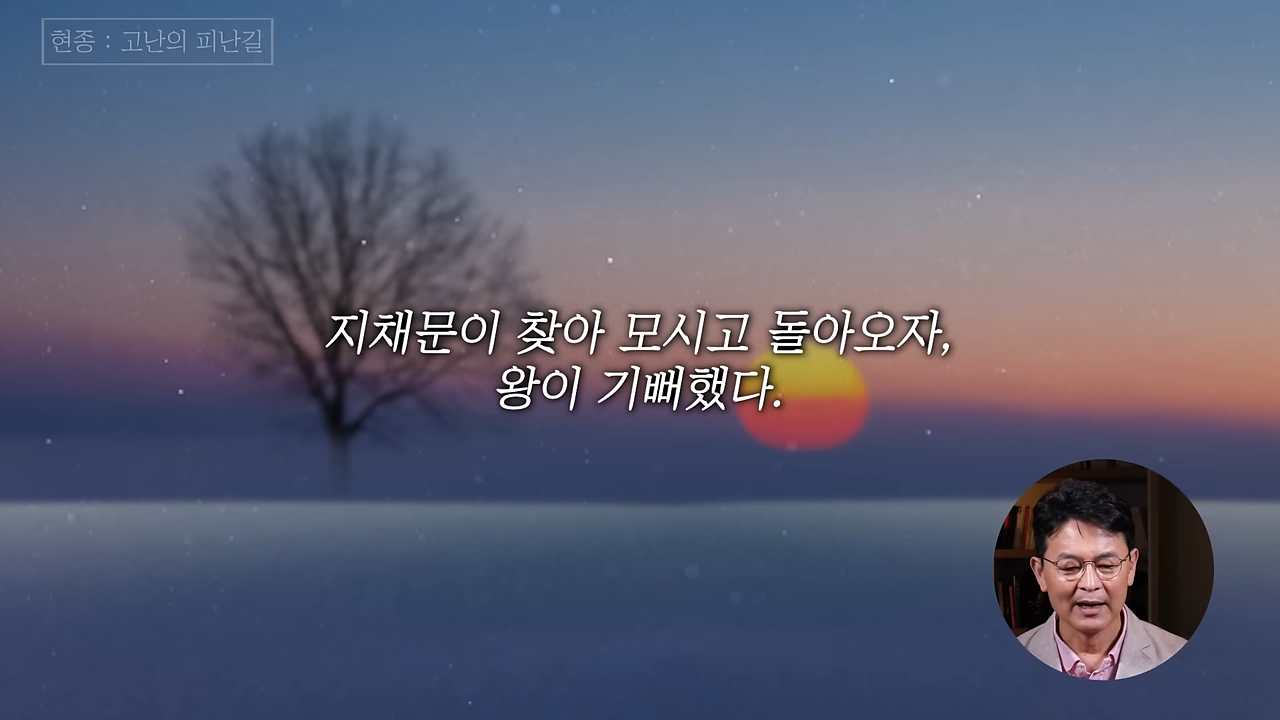 현종 : 고난의 피난길
지채문이 찾아 모시고 돌아오자,
왕이 기뻐했다.